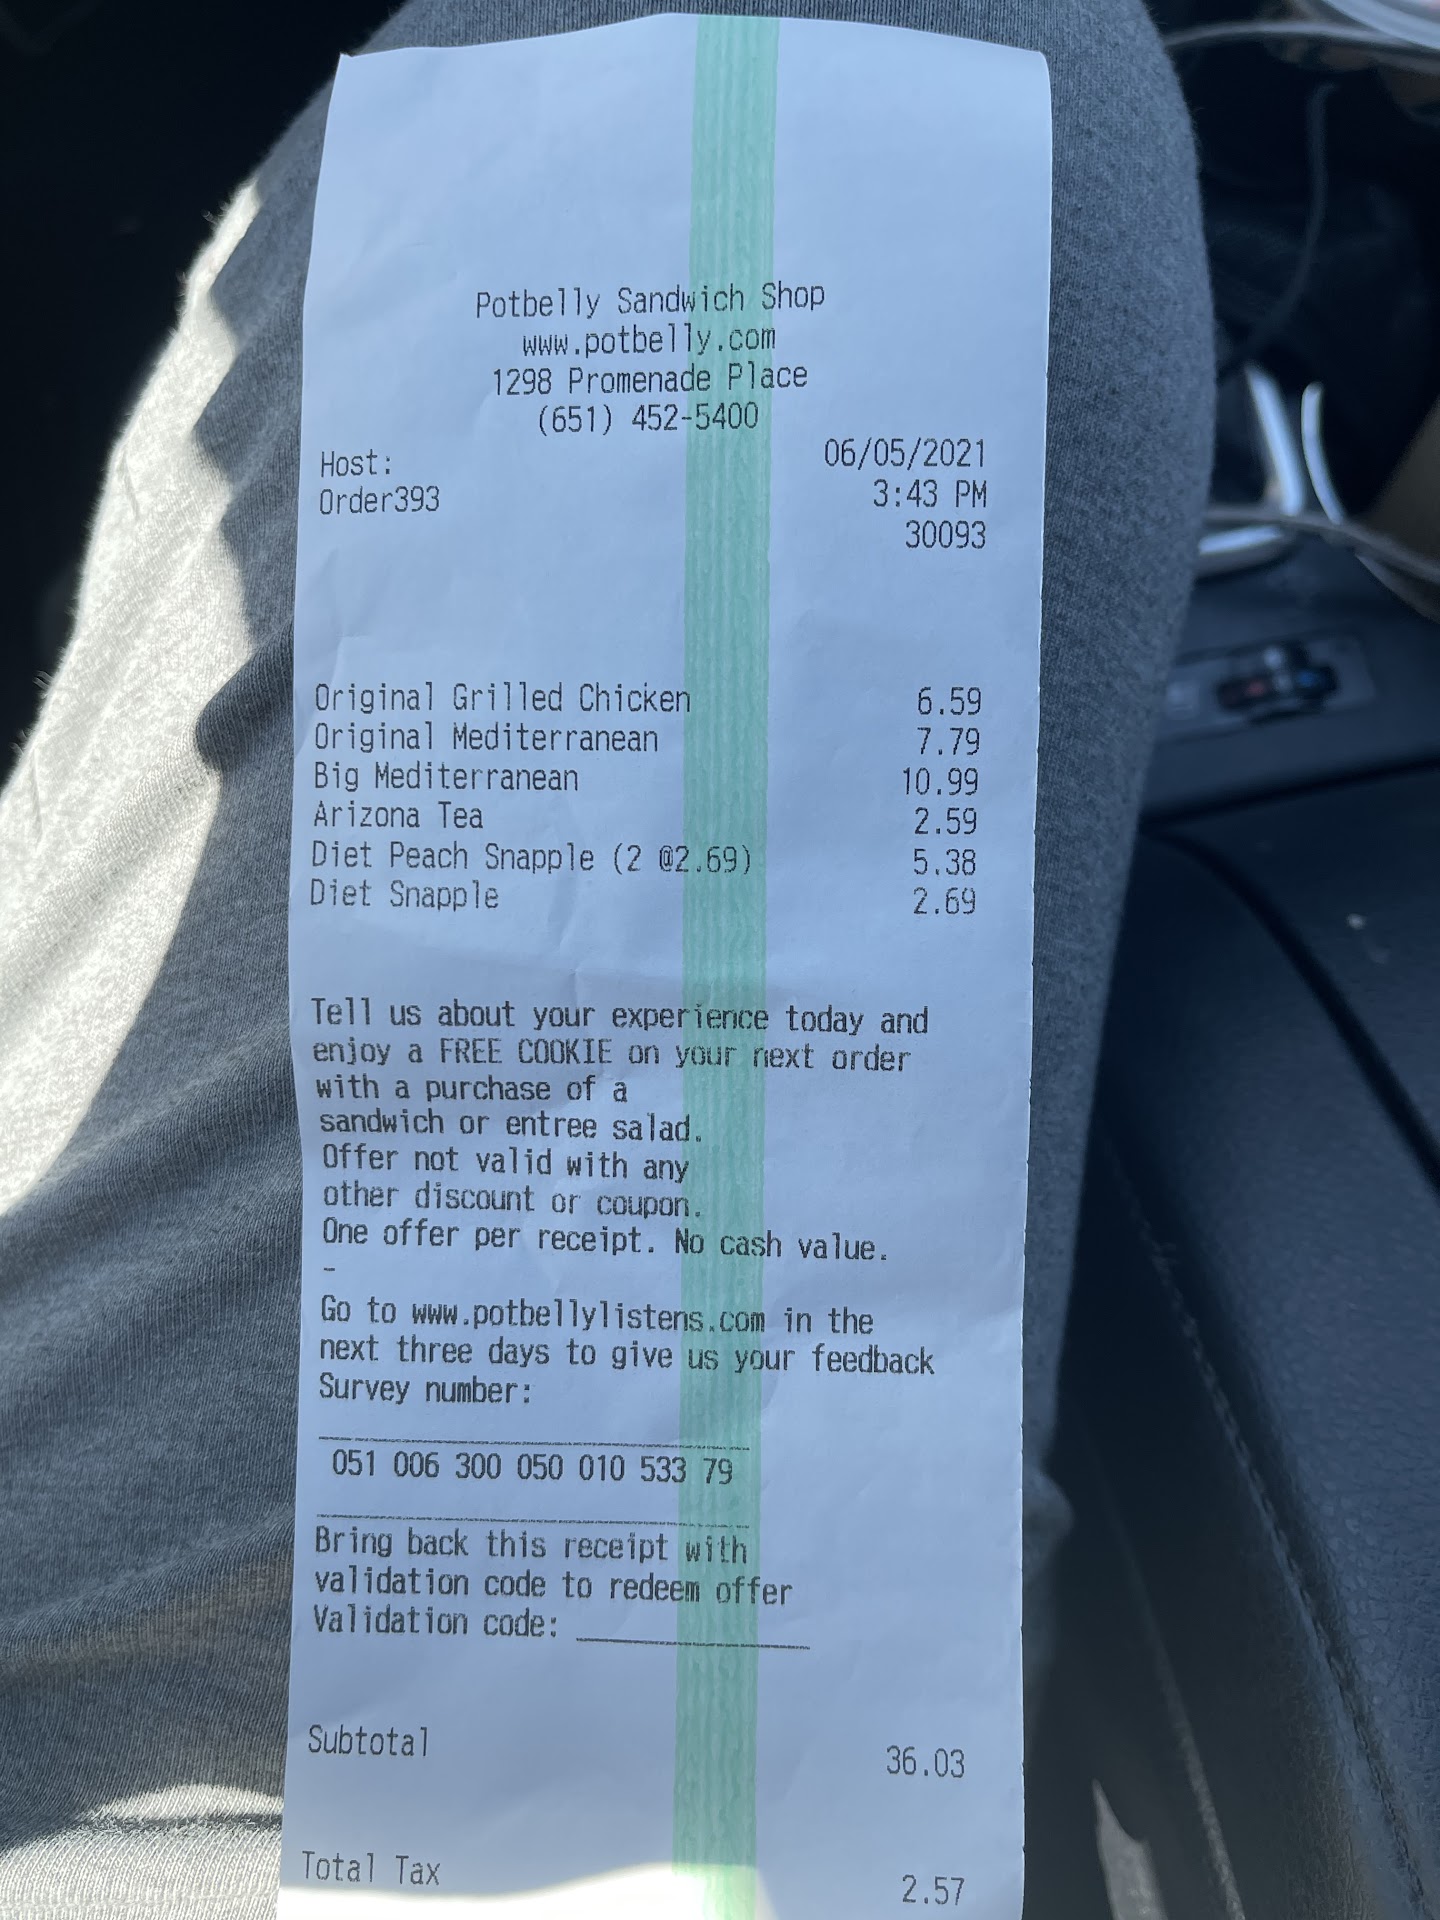 Potbelly Sandwich Shop
www.potbelly.com
1298 Promenade Place
(651) 452-5400
Host: 06/05/2021
Order393 3:43 PM
30093
Original Grilled Chicken 6.59
Original Mediterranean 7.79
Big Mediterranean 10.99
Arizona Tea 2.59
Diet Peach Snapple (2 @2.69) 5.38
Diet Snapple 2.69
Tell us about your experience today and
enjoy a FREE COOKIE on your next order
with a purchase of a
sandwich or entree salad.
Offer not valid with any
other discount or coupon.
One offer per receipt. No cash value.
-
Go to www.potbellylistens.com in the
next three days to give us your feedback
Survey number:
051 006 300 050 010 533 79
Bring back this receipt with
validation code to redeem offer
Validation code: ____________
Subtotal 36.03
Total Tax 2.57